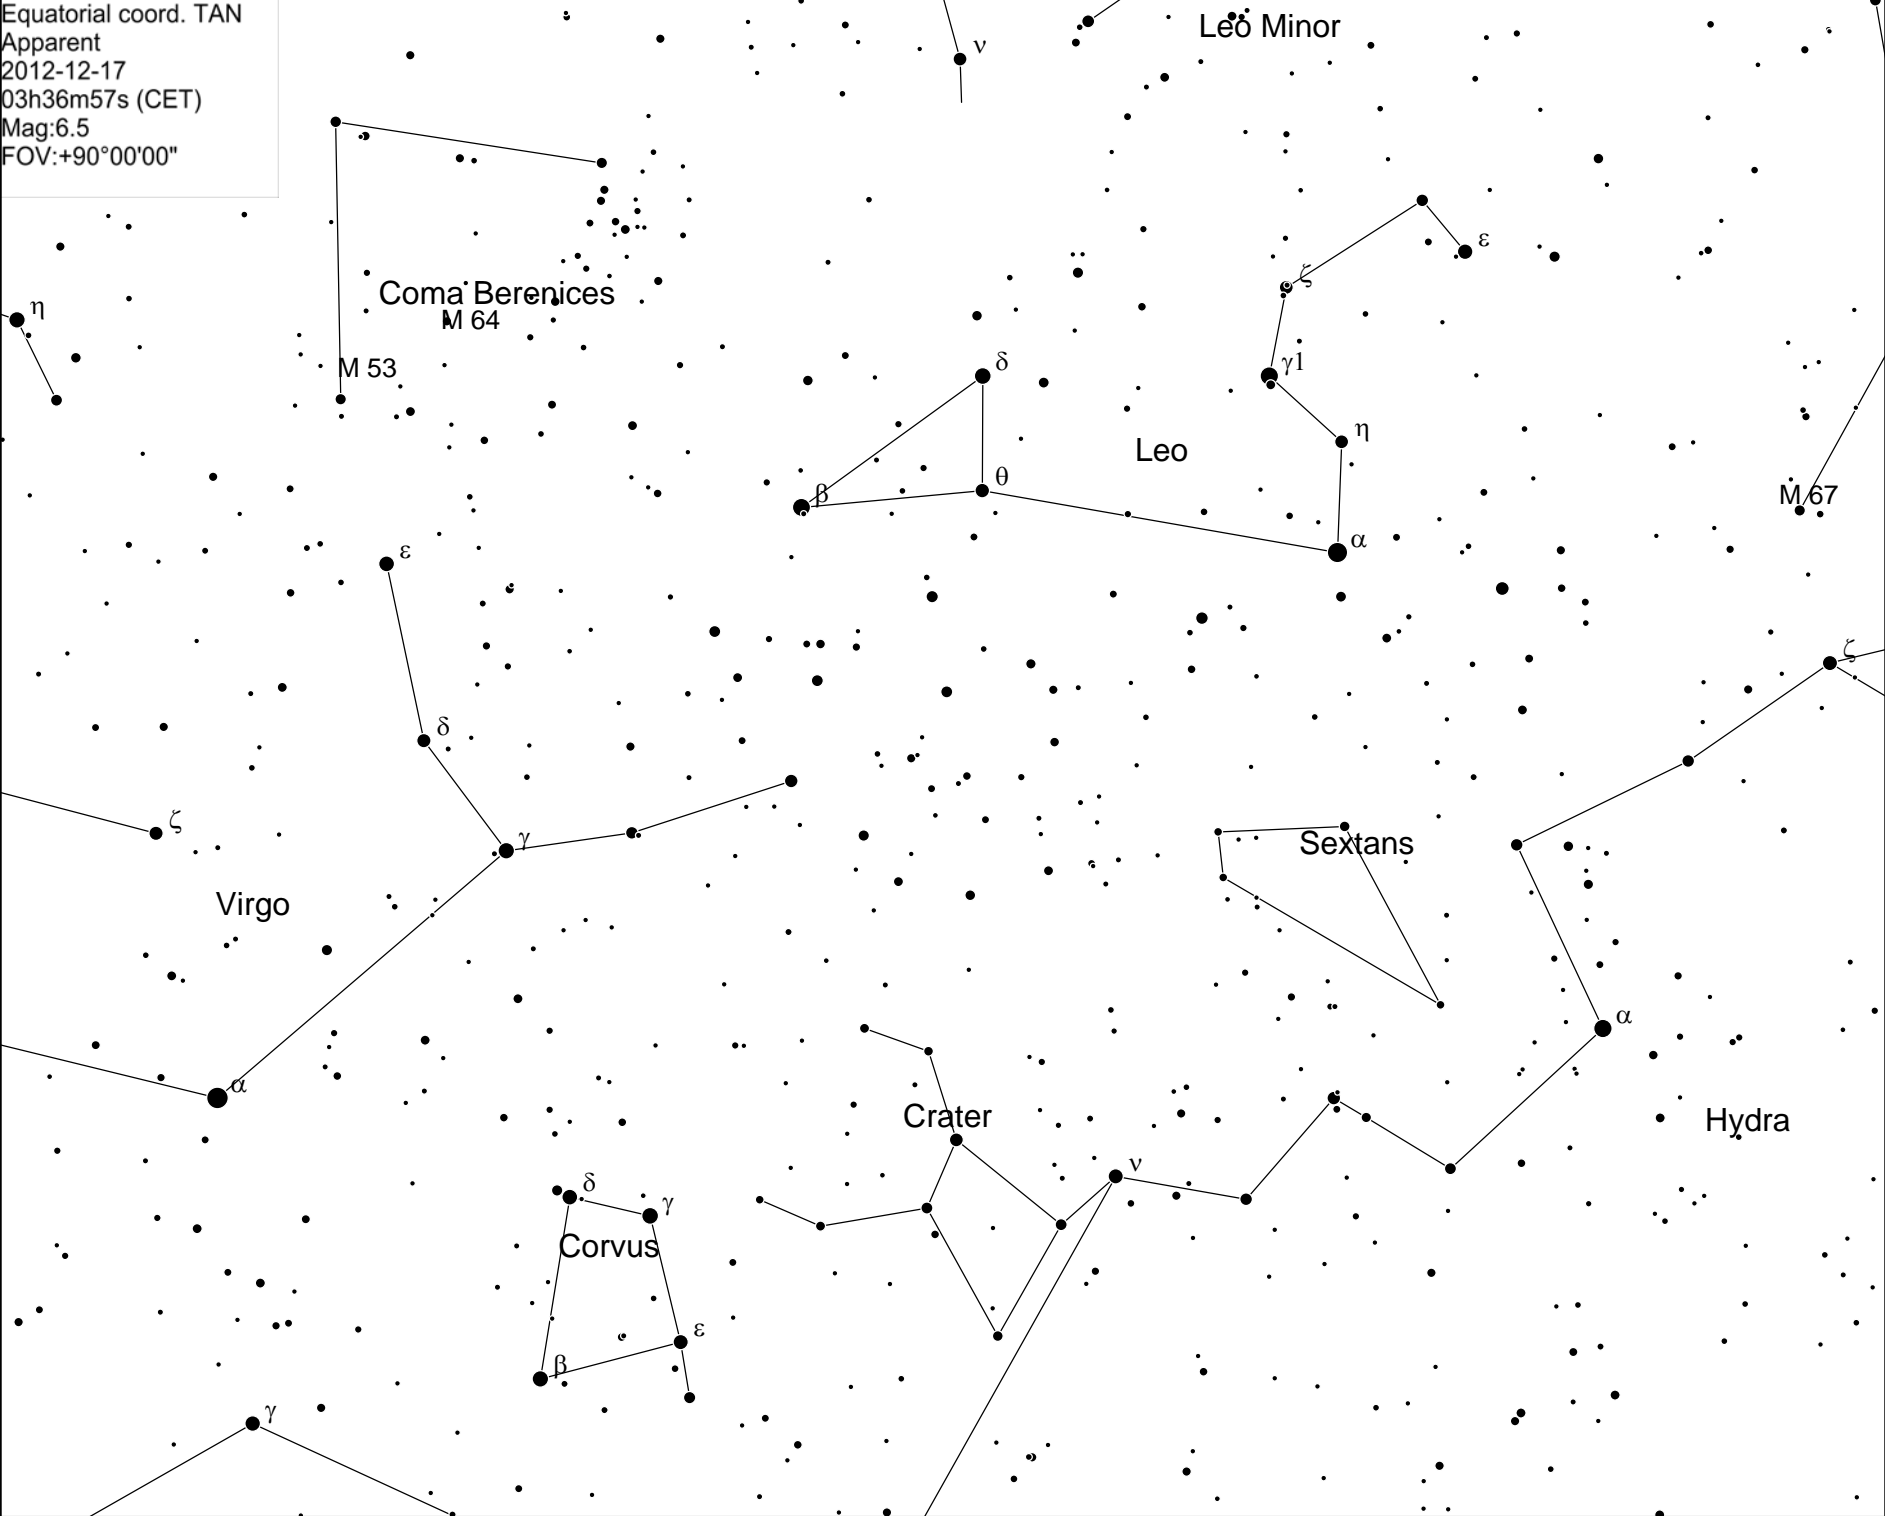 Equatorial coord. TAN
Apparent
2012-12-17
03h36m57s (CET)
Mag:6.5
FOV:+90°00'00"
ν
Leo Minor
ε
ζ
Coma Berenices
η
M 64
M 53
δ
γ1
η
Leo
θ
β
M 67
α
ε
ζ
δ
ζ
γ
Sextans
Virgo
α
α
Crater
Hydra
ν
δ
γ
Corvus
ε
β
γ